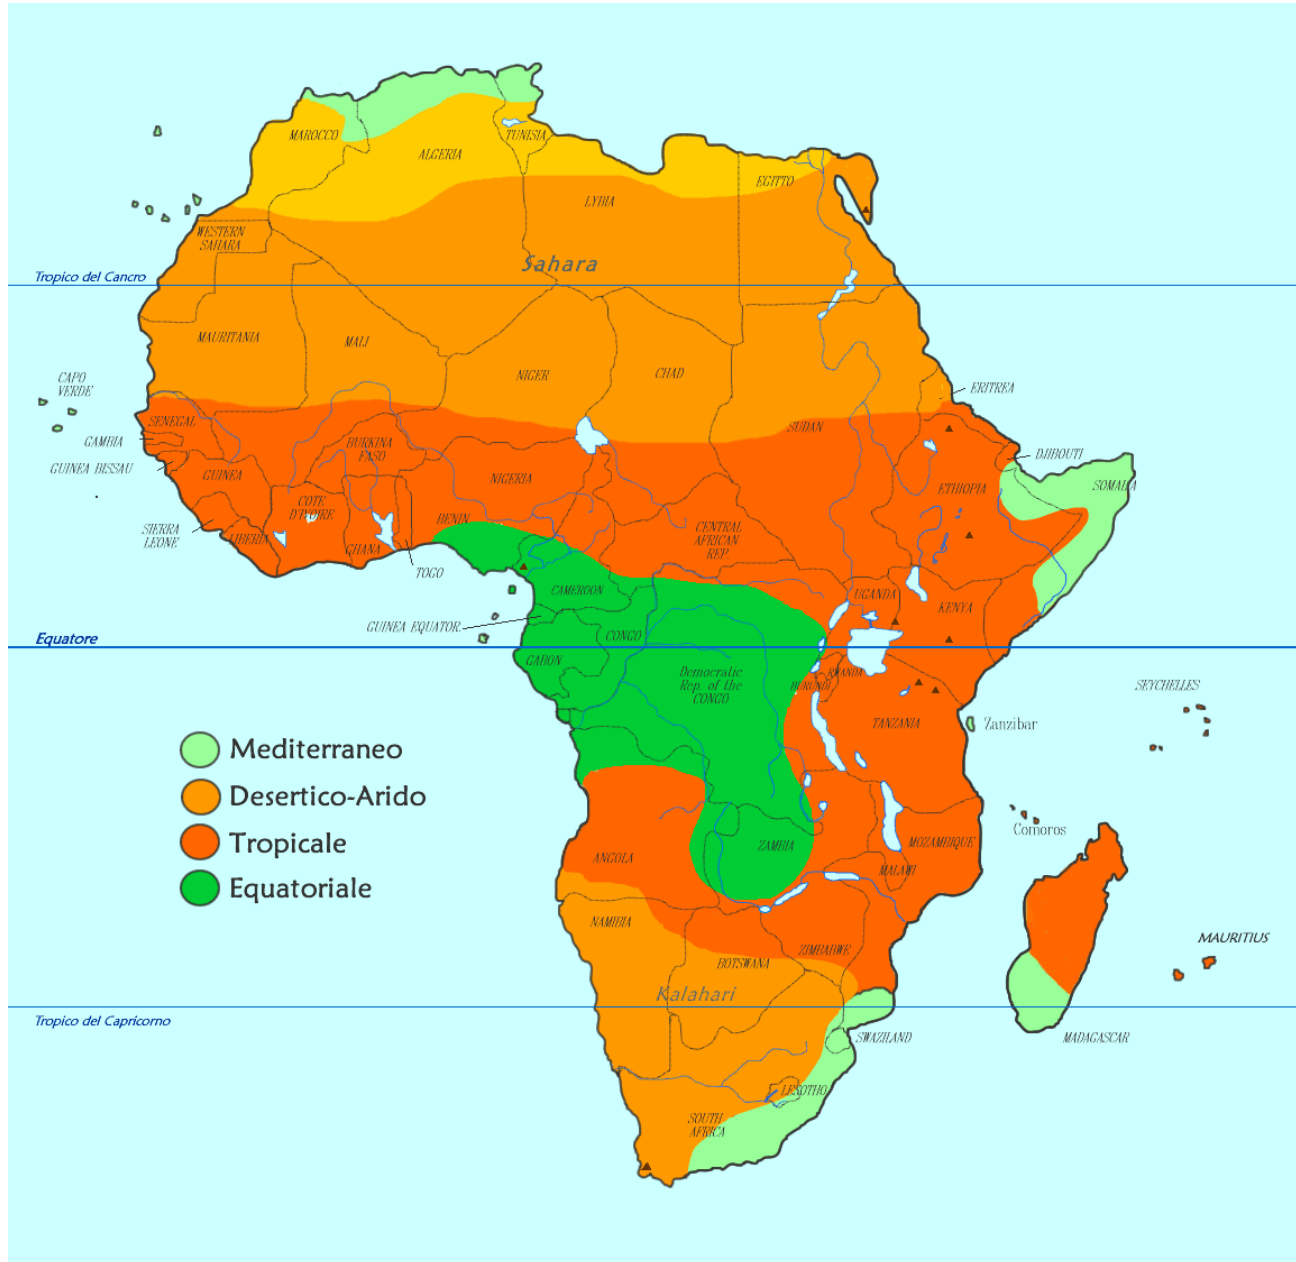 MAROCCO
ALGERIA
TUNISIA
LYBIA
EGITTO
WESTERN
SAHARA
Sahara
Tropico del Cancro
MAURITANIA
MALI
NIGER
CHAD
CAPO
VERDE
ERITREA
SENEGAL
SUDAN
GAMBIA
BURKINA
FASO
DJIBOUTI
GUINEA BISSAU
GUINEA
NIGERIA
ETHIOPIA
SOMALIA
COTE
D'IVOIRE
BENIN
CENTRAL
AFRICAN
REP.
SIERRA
LEONE
LIBERIA
GHANA
TOGO
CAMEROON
UGANDA
KENYA
GUINEA EQUATOR.
CONGO
Equatore
GABON
Democratic
Rep. of the
CONGO
RWANDA
BURUNDI
SEYCHELLES
TANZANIA
Zanzibar
Mediterraneo
Desertico-Arido
Tropicale
Equatoriale
Comoros
ZAMBIA
MOZAMBIQUE
ANGOLA
MALAWI
NAMIBIA
ZIMBABWE
MAURITIUS
BOTSWANA
Kalahari
Tropico del Capricorno
SWAZILAND
MADAGASCAR
LESOTHO
SOUTH
AFRICA